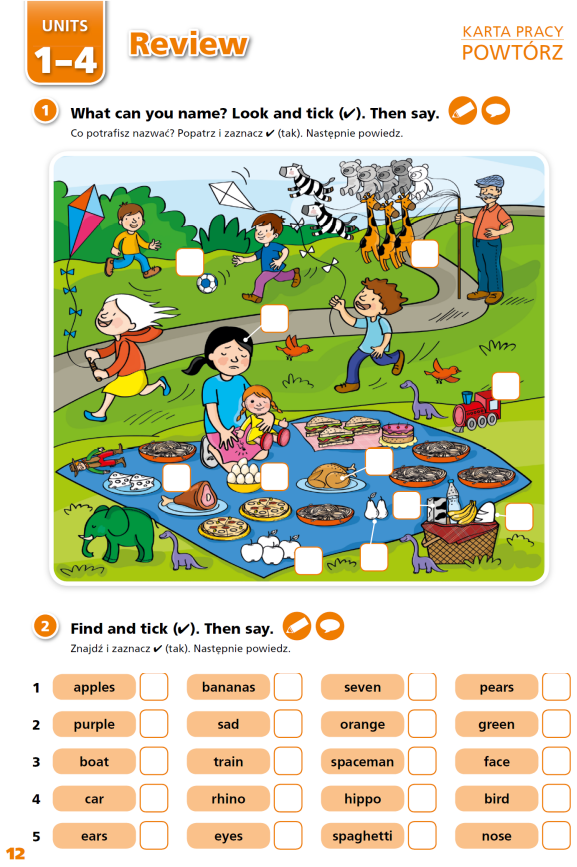 UNITS
1–4
Review
KARTA PRACY
POWTÓRZ
1 What can you name? Look and tick (✔). Then say.
Co potrafisz nazwać? Popatrz i zaznacz ✔ (tak). Następnie powiedz.
2 Find and tick (✔). Then say.
Znajdź i zaznacz ✔ (tak). Następnie powiedz.
1 apples bananas seven pears
2 purple sad orange green
3 boat train spaceman face
4 car rhino hippo bird
5 ears eyes spaghetti nose
12